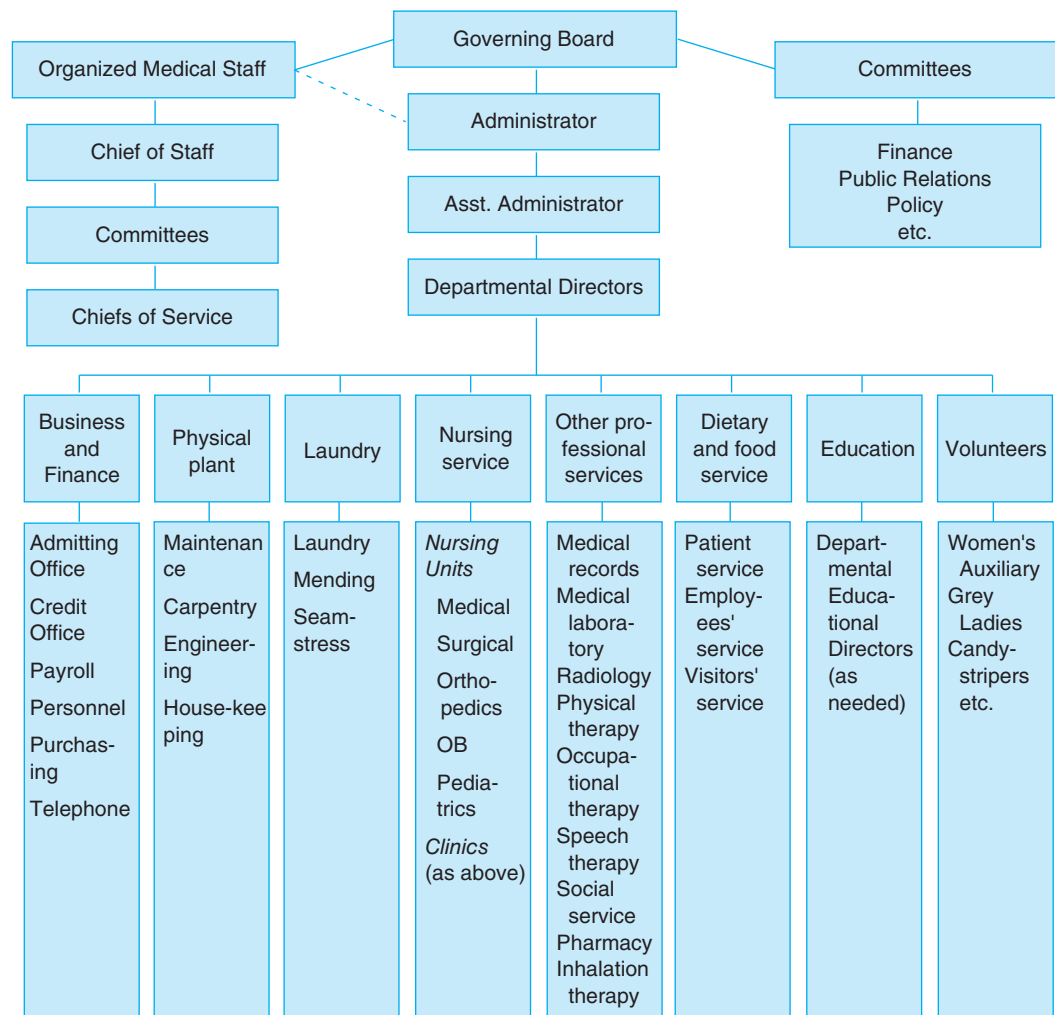 Governing Board
Organized Medical Staff
Committees
Administrator
Chief of Staff
Finance
Public Relations
Policy
etc.
Asst. Administrator
Committees
Departmental Directors
Chiefs of Service
Business
and
Finance
Physical
plant
Laundry
Nursing
service
Other pro-
fessional
services
Dietary
and food
service
Education
Volunteers
Admitting
Office
Credit
Office
Payroll
Personnel
Purchas-
ing
Telephone
Maintenan
ce
Carpentry
Engineer-
ing
House-kee
ping
Laundry
Mending
Seam-
stress
Nursing
Units
Medical
Surgical
Ortho-
pedics
OB
Pedia-
trics
Clinics
(as above)
Medical
records
Medical
labora-
tory
Radiology
Physical
therapy
Occupa-
tional
therapy
Speech
therapy
Social
service
Pharmacy
Inhalation
therapy
Patient
service
Employ-
ees'
service
Visitors'
service
Depart-
mental
Educa-
tional
Directors
(as
needed)
Women's
Auxiliary
Grey
Ladies
Candy-
stripers
etc.